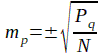 m_p = ±√(P_q / N)